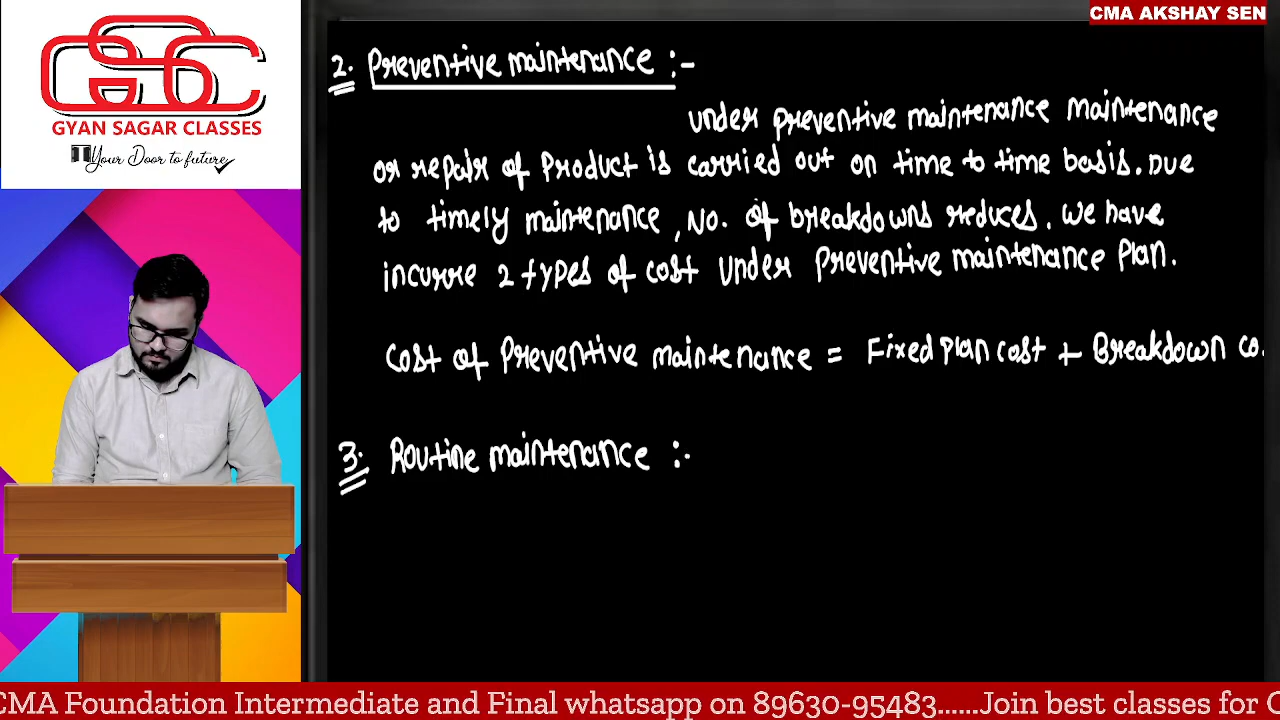 CMA AKSHAY SEN
GSC
GYAN SAGAR CLASSES
Your Door to future
2. Preventive maintenance :-
under preventive maintenance maintenance
or repair of product is carried out on time to time basis. Due
to timely maintenance, No. of breakdowns reduces. We have
incurre 2 types of cost under preventive maintenance plan.
Cost of Preventive maintenance = Fixed plan cost + Breakdown co.
3. Routine maintenance :-
CMA Foundation Intermediate and Final whatsapp on 89630-95483......Join best classes for C